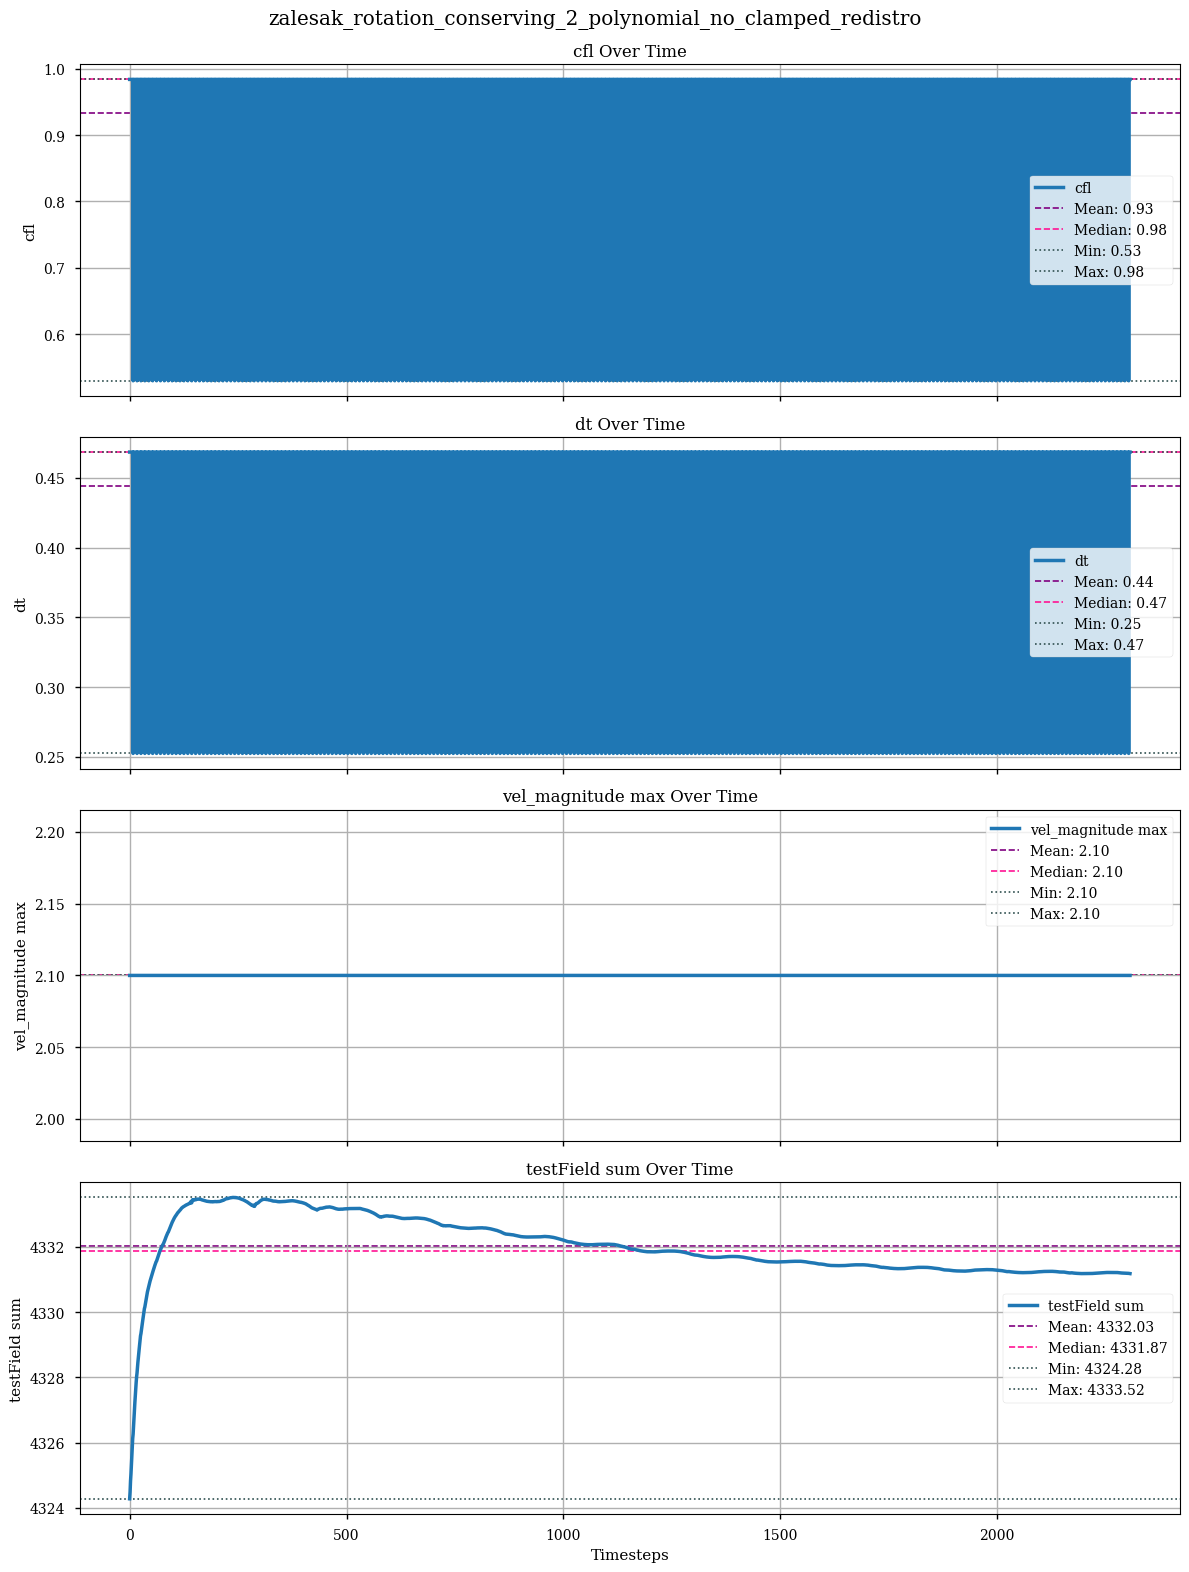 zalesak_rotation_conserving_2_polynomial_no_clamped_redistro
cfl Over Time
1.0
0.9
0.8
0.7
0.6
cfl
cfl
Mean: 0.93
Median: 0.98
Min: 0.53
Max: 0.98
dt Over Time
0.45
0.40
0.35
0.30
0.25
dt
dt
Mean: 0.44
Median: 0.47
Min: 0.25
Max: 0.47
vel_magnitude max Over Time
2.20
2.15
2.10
2.05
2.00
vel_magnitude max
vel_magnitude max
Mean: 2.10
Median: 2.10
Min: 2.10
Max: 2.10
testField sum Over Time
4332
4330
4328
4326
4324
testField sum
testField sum
Mean: 4332.03
Median: 4331.87
Min: 4324.28
Max: 4333.52
0 500 1000 1500 2000
Timesteps